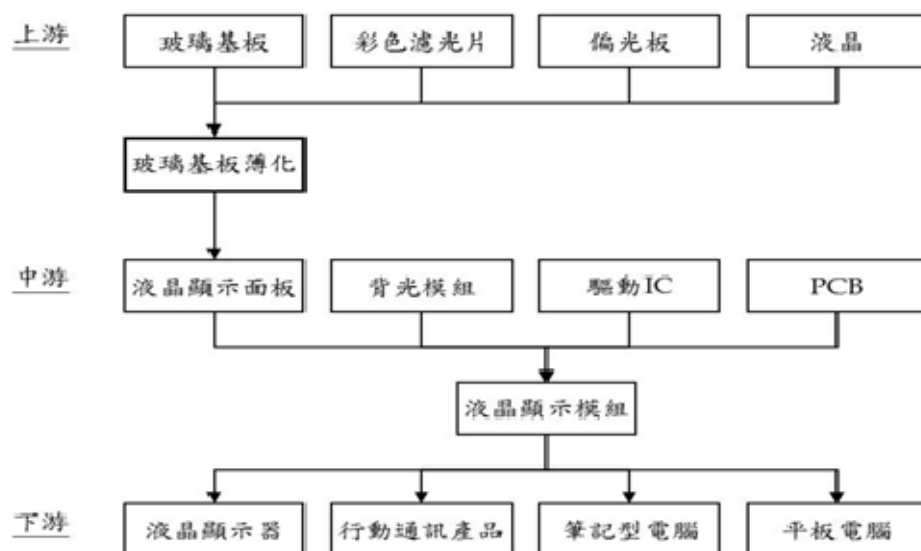 上游
玻璃基板
彩色濾光片
偏光板
液晶
玻璃基板薄化
中游
液晶顯示面板
背光模組
驅動IC
PCB
液晶顯示模組
下游
液晶顯示器
行動通訊產品
筆記型電腦
平板電腦